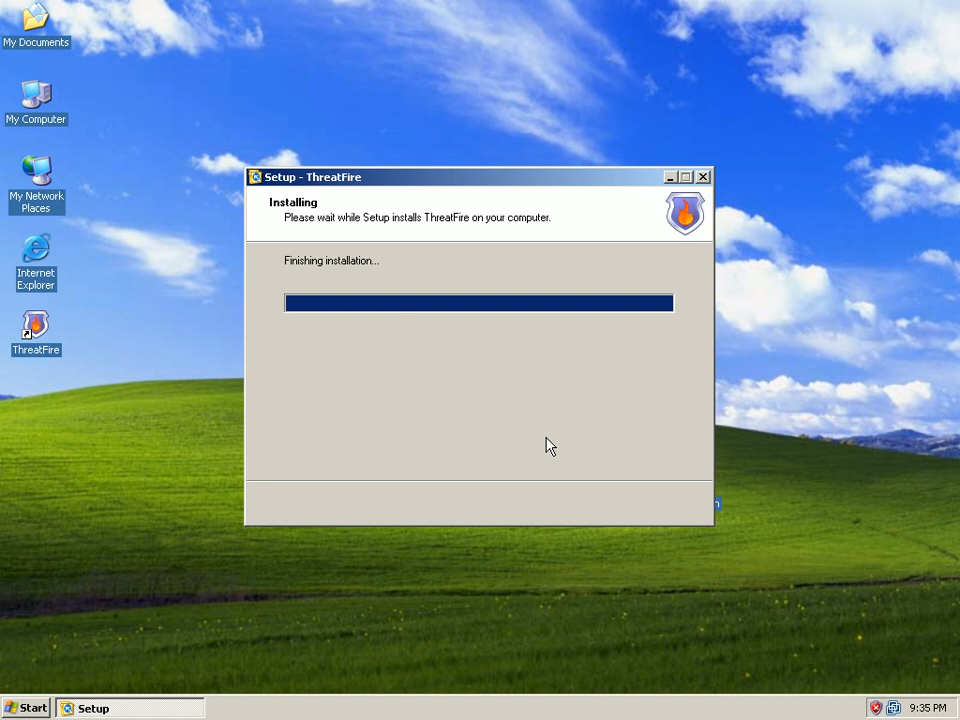 My Documents
My Computer
My Network
Places
Internet
Explorer
ThreatFire
Setup - ThreatFire
Installing
Please wait while Setup installs ThreatFire on your computer.
Finishing installation...
Start
Setup
9:35 PM